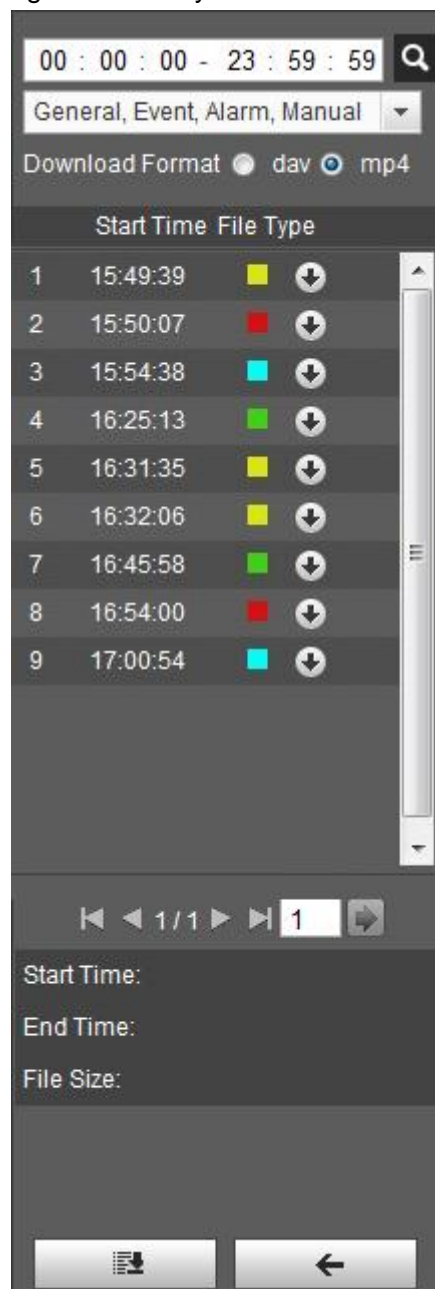 00 : 00 : 00 - 23 : 59 : 59
General, Event, Alarm, Manual
Download Format dav mp4
Start Time File Type
1 15:49:39
2 15:50:07
3 15:54:38
4 16:25:13
5 16:31:35
6 16:32:06
7 16:45:58
8 16:54:00
9 17:00:54
1 / 1 1
Start Time:
End Time:
File Size: